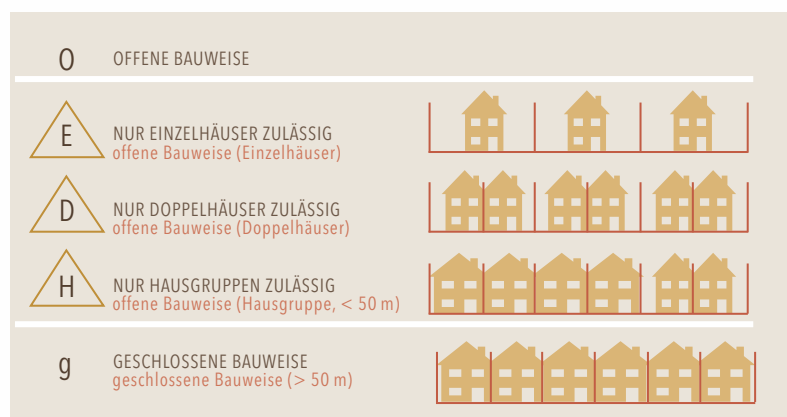 O OFFENE BAUWEISE
E NUR EINZELHÄUSER ZULÄSSIG
offene Bauweise (Einzelhäuser)
D NUR DOPPELHÄUSER ZULÄSSIG
offene Bauweise (Doppelhäuser)
H NUR HAUSGRUPPEN ZULÄSSIG
offene Bauweise (Hausgruppe, < 50 m)
g GESCHLOSSENE BAUWEISE
geschlossene Bauweise (> 50 m)